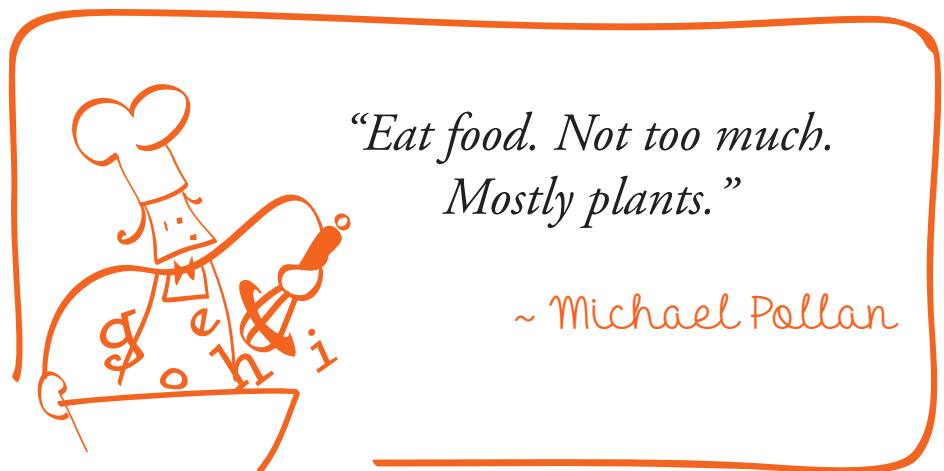 “Eat food. Not too much.
Mostly plants.”
~ Michael Pollan
g e & o h i